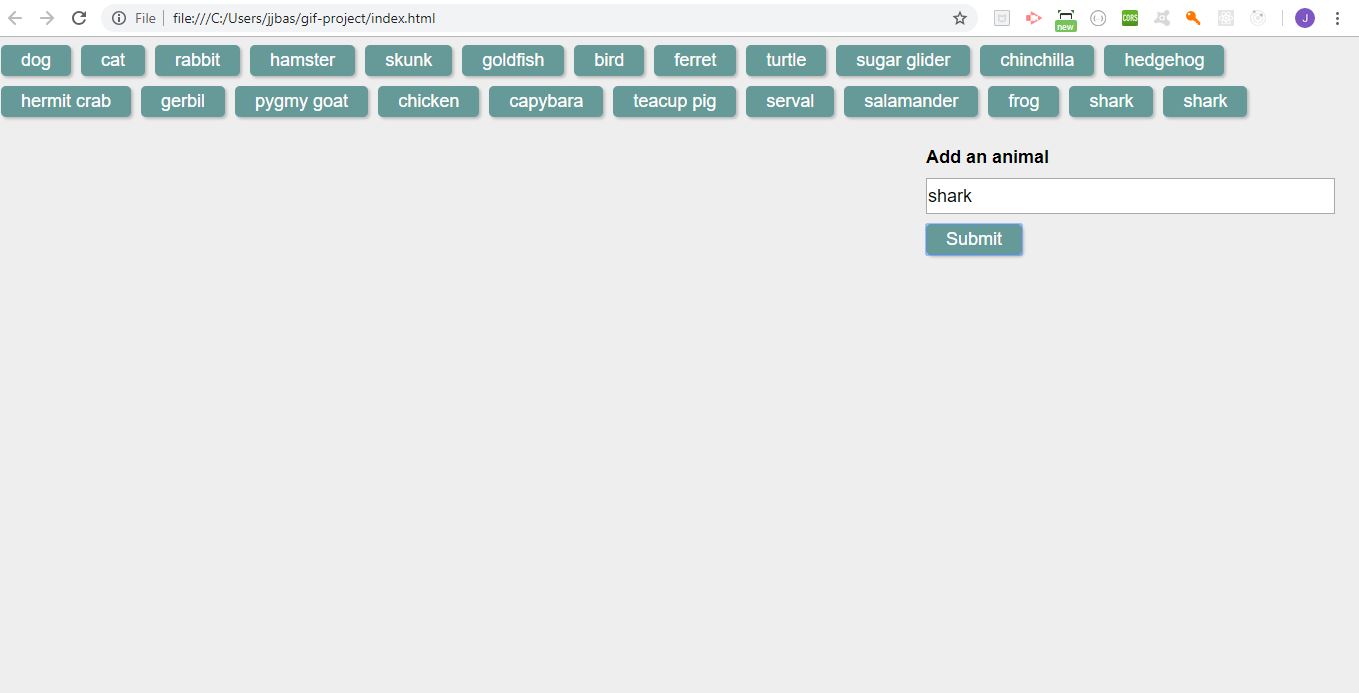 File file:///C:/Users/jjbas/gif-project/index.html new CORS J
dog cat rabbit hamster skunk goldfish bird ferret turtle sugar glider chinchilla hedgehog
hermit crab gerbil pygmy goat chicken capybara teacup pig serval salamander frog shark shark
Add an animal
shark
Submit